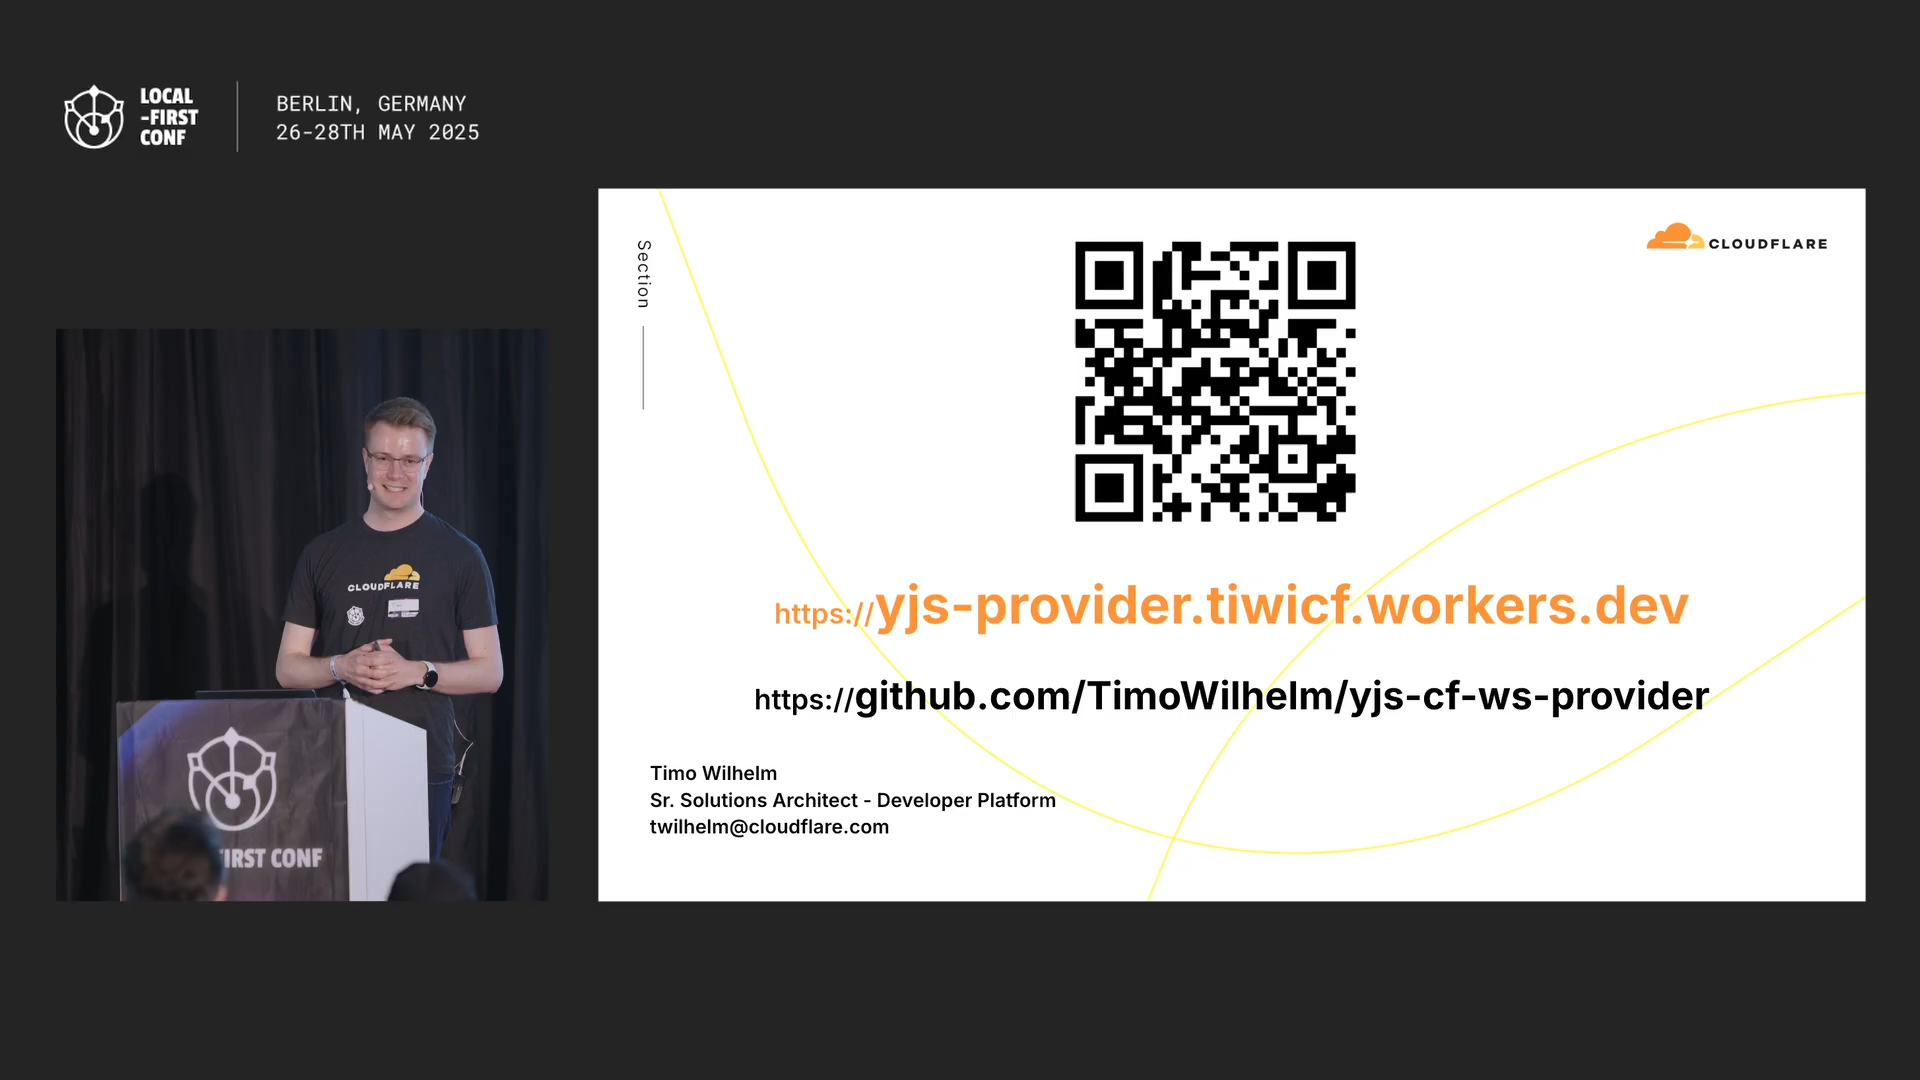 LOCAL
-FIRST
CONF
BERLIN, GERMANY
26-28TH MAY 2025
Section
CLOUDFLARE
https://yjs-provider.tiwicf.workers.dev
https://github.com/TimoWilhelm/yjs-cf-ws-provider
Timo Wilhelm
Sr. Solutions Architect - Developer Platform
twilhelm@cloudflare.com
CLOUDFLARE
FIRST CONF